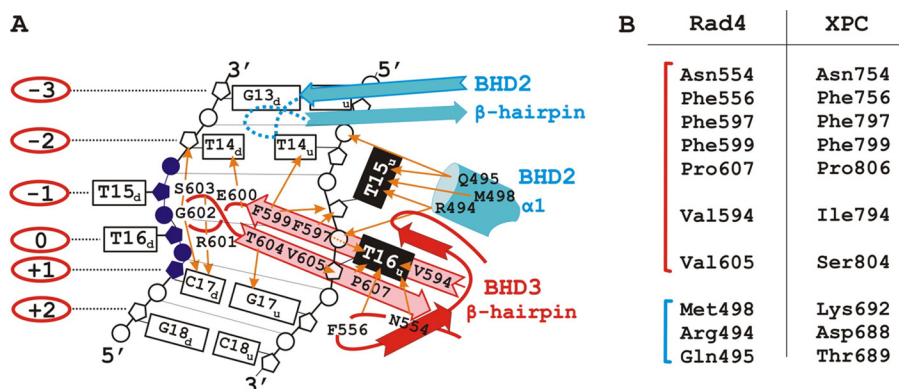 A
B
Rad4 XPC
3′ 5′
−3
G13d
u
BHD2
β-hairpin
−2
T14d
T14u
T15u
−1
T15d
S603
E600
Q495
M498
R494
BHD2
α1
0
T16d
G602
R601
F599
F597
T604
V605
P607
T16u
V594
+1
C17d
G17u
BHD3
β-hairpin
+2
G18d
C18u
F556
N554
5′
3′
Asn554 Asn754
Phe556 Phe756
Phe597 Phe797
Phe599 Phe799
Pro607 Pro806
Val594 Ile794
Val605 Ser804
Met498 Lys692
Arg494 Asp688
Gln495 Thr689